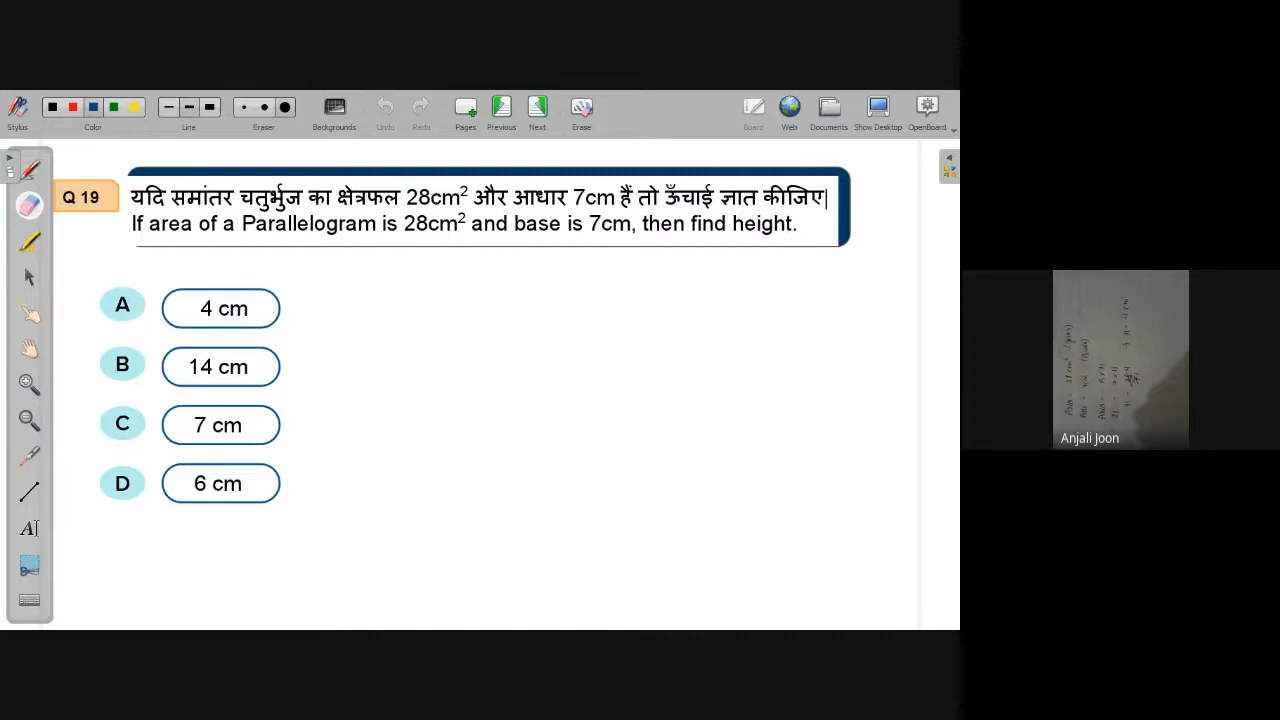 Stylus
Color
Line
Eraser
Backgrounds
Undo
Redo
Pages
Previous
Next
Erase
Board
Web
Documents
Show Desktop
OpenBoard
Q 19
यदि समांतर चतुर्भुज का क्षेत्रफल 28cm² और आधार 7cm हैं तो ऊँचाई ज्ञात कीजिए|
If area of a Parallelogram is 28cm² and base is 7cm, then find height.
A 4 cm
B 14 cm
C 7 cm
D 6 cm
Anjali Joon